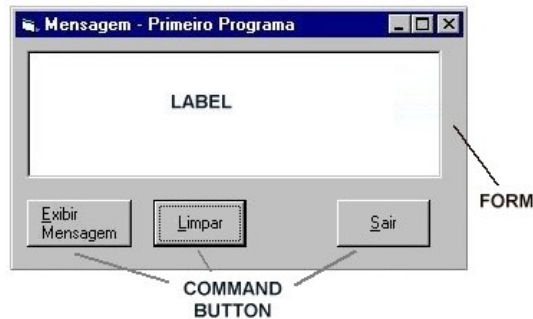 Mensagem - Primeiro Programa
LABEL
FORM
Exibir
Mensagem
Limpar
Sair
COMMAND
BUTTON